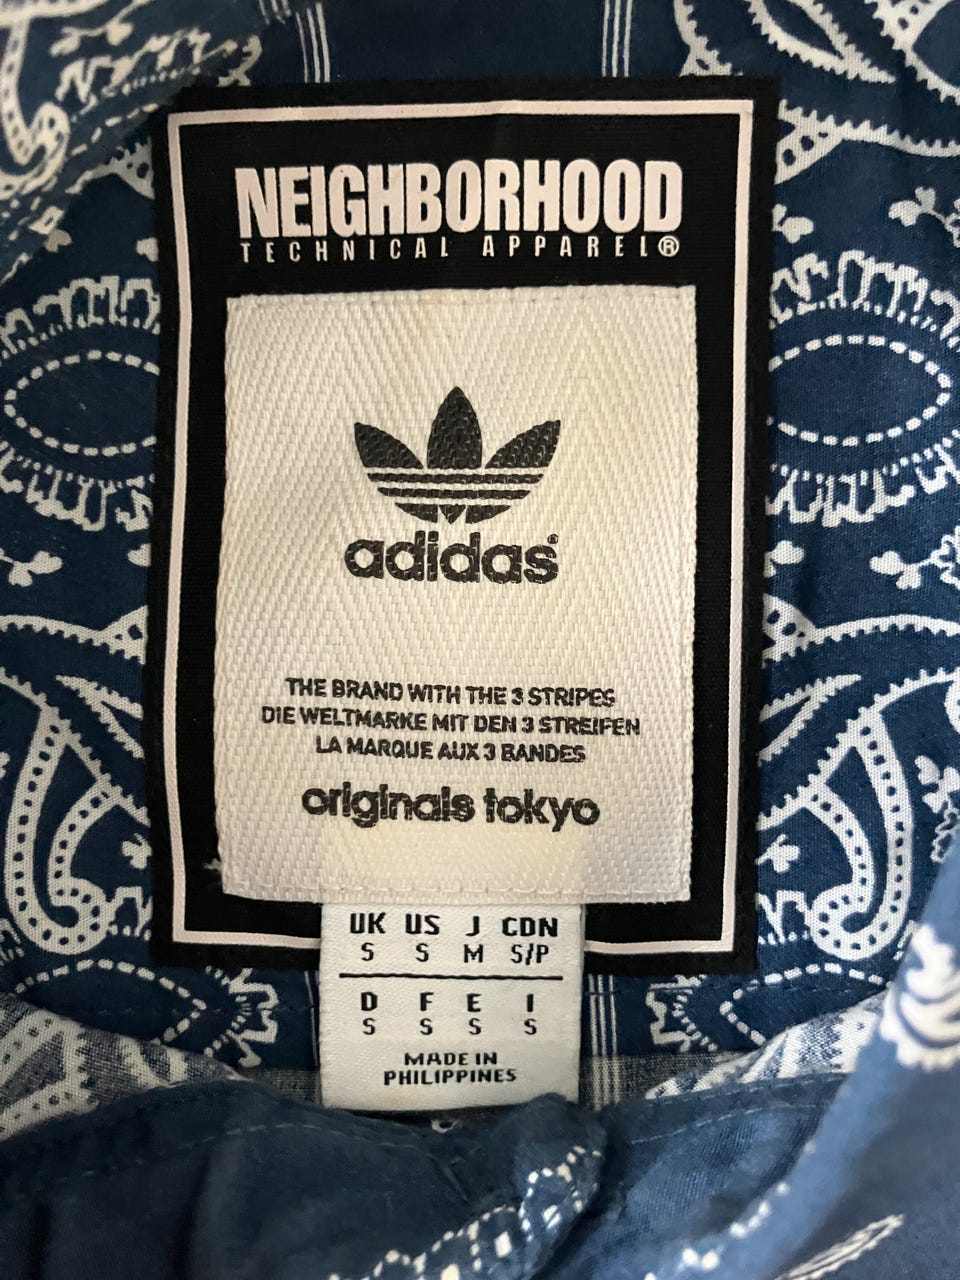 NEIGHBORHOOD
TECHNICAL APPAREL®
adidas
THE BRAND WITH THE 3 STRIPES
DIE WELTMARKE MIT DEN 3 STREIFEN
LA MARQUE AUX 3 BANDES
originals tokyo
UK US J CDN
S S M S/P
D F E I
S S S S
MADE IN
PHILIPPINES